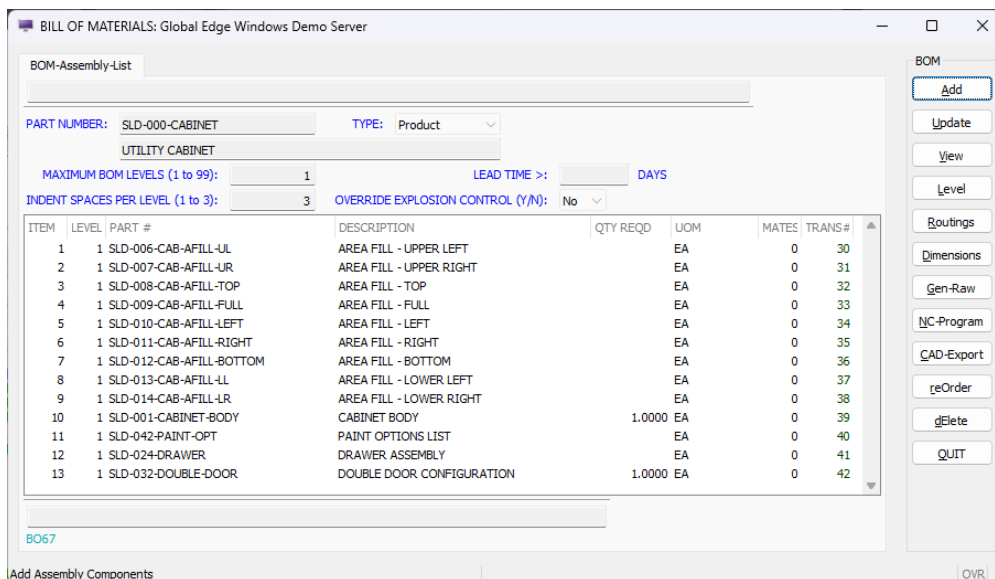 BILL OF MATERIALS: Global Edge Windows Demo Server
BOM-Assembly-List
PART NUMBER: SLD-000-CABINET TYPE: Product
UTILITY CABINET
MAXIMUM BOM LEVELS (1 to 99): 1 LEAD TIME >: DAYS
INDENT SPACES PER LEVEL (1 to 3): 3 OVERRIDE EXPLOSION CONTROL (Y/N): No
ITEM LEVEL PART # DESCRIPTION QTY REQD UOM MATES TRANS#
1 1 SLD-006-CAB-AFILL-UL AREA FILL - UPPER LEFT EA 0 30
2 1 SLD-007-CAB-AFILL-UR AREA FILL - UPPER RIGHT EA 0 31
3 1 SLD-008-CAB-AFILL-TOP AREA FILL - TOP EA 0 32
4 1 SLD-009-CAB-AFILL-FULL AREA FILL - FULL EA 0 33
5 1 SLD-010-CAB-AFILL-LEFT AREA FILL - LEFT EA 0 34
6 1 SLD-011-CAB-AFILL-RIGHT AREA FILL - RIGHT EA 0 35
7 1 SLD-012-CAB-AFILL-BOTTOM AREA FILL - BOTTOM EA 0 36
8 1 SLD-013-CAB-AFILL-LL AREA FILL - LOWER LEFT EA 0 37
9 1 SLD-014-CAB-AFILL-LR AREA FILL - LOWER RIGHT EA 0 38
10 1 SLD-001-CABINET-BODY CABINET BODY 1.0000 EA 0 39
11 1 SLD-042-PAINT-OPT PAINT OPTIONS LIST EA 0 40
12 1 SLD-024-DRAWER DRAWER ASSEMBLY EA 0 41
13 1 SLD-032-DOUBLE-DOOR DOUBLE DOOR CONFIGURATION 1.0000 EA 0 42
BO67
BOM
Add
Update
View
Level
Routings
Dimensions
Gen-Raw
NC-Program
CAD-Export
reOrder
dElete
QUIT
Add Assembly Components
OVR